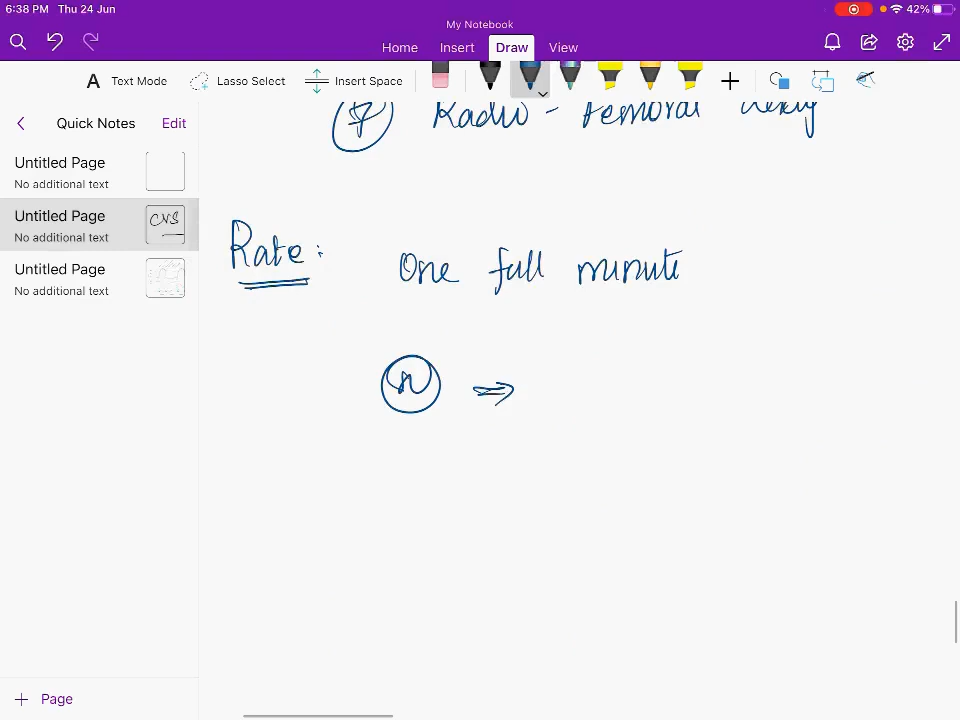 6:38 PM Thu 24 Jun
42%
My Notebook
Home Insert Draw View
Text Mode Lasso Select Insert Space
Quick Notes Edit
Untitled Page
No additional text
Untitled Page
No additional text
CNS
Untitled Page
No additional text
Page
7 Radio - Femoral delay
Rate: One full minute
N ⇒